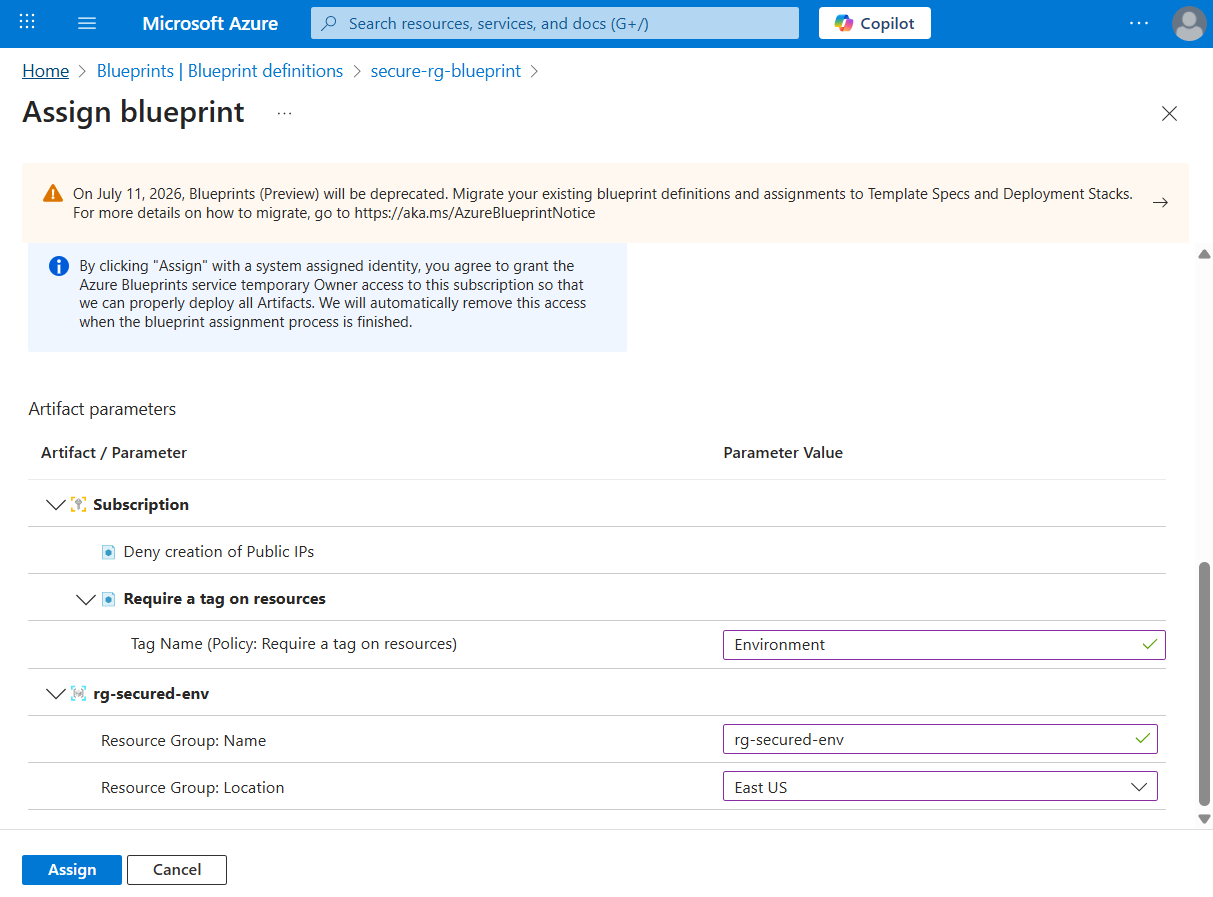 Microsoft Azure
Search resources, services, and docs (G+/)
Copilot
...
Home > Blueprints | Blueprint definitions > secure-rg-blueprint >
Assign blueprint ...
On July 11, 2026, Blueprints (Preview) will be deprecated. Migrate your existing blueprint definitions and assignments to Template Specs and Deployment Stacks.
For more details on how to migrate, go to https://aka.ms/AzureBlueprintNotice
By clicking "Assign" with a system assigned identity, you agree to grant the
Azure Blueprints service temporary Owner access to this subscription so that
we can properly deploy all Artifacts. We will automatically remove this access
when the blueprint assignment process is finished.
Artifact parameters
Artifact / Parameter
Parameter Value
Subscription
Deny creation of Public IPs
Require a tag on resources
Tag Name (Policy: Require a tag on resources)
Environment
rg-secured-env
Resource Group: Name
rg-secured-env
Resource Group: Location
East US
Assign
Cancel